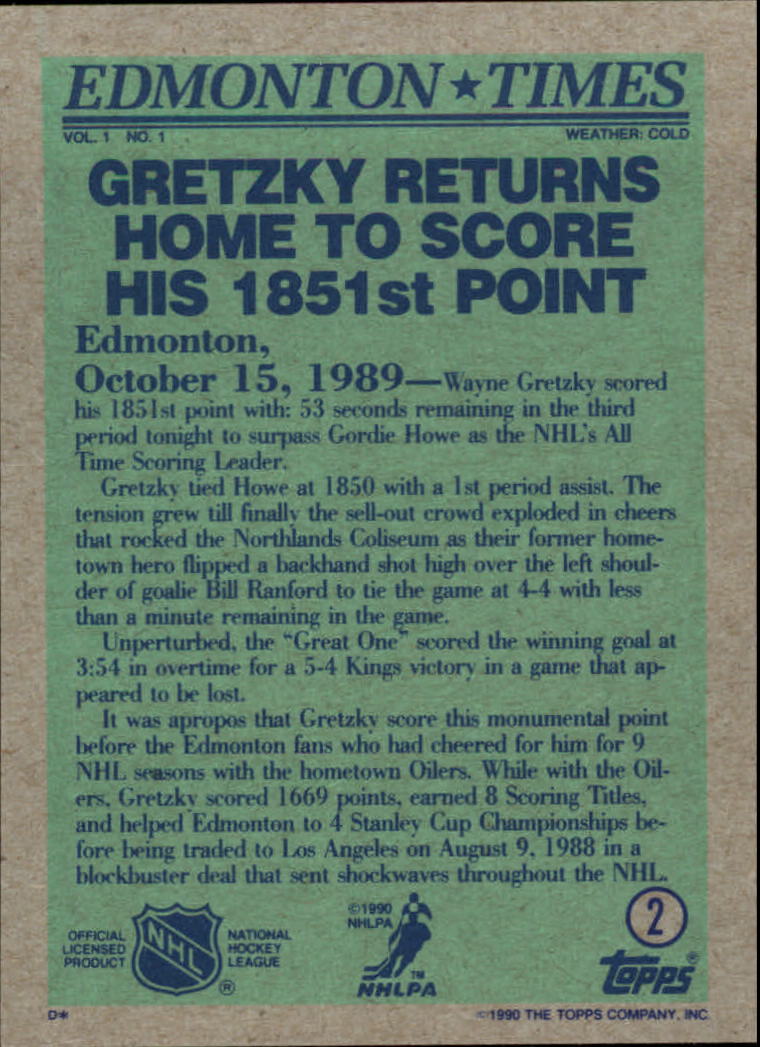 EDMONTON★TIMES
VOL. 1 NO. 1 WEATHER: COLD
GRETZKY RETURNS
HOME TO SCORE
HIS 1851st POINT
Edmonton,
October 15, 1989—Wayne Gretzky scored
his 1851st point with: 53 seconds remaining in the third
period tonight to surpass Gordie Howe as the NHL's All
Time Scoring Leader.
Gretzky tied Howe at 1850 with a 1st period assist. The
tension grew till finally the sell-out crowd exploded in cheers
that rocked the Northlands Coliseum as their former home-
town hero flipped a backhand shot high over the left shoul-
der of goalie Bill Ranford to tie the game at 4-4 with less
than a minute remaining in the game.
Unperturbed, the "Great One" scored the winning goal at
3:54 in overtime for a 5-4 Kings victory in a game that ap-
peared to be lost.
It was apropos that Gretzky score this monumental point
before the Edmonton fans who had cheered for him for 9
NHL seasons with the hometown Oilers. While with the Oil-
ers, Gretzky scored 1669 points, earned 8 Scoring Titles,
and helped Edmonton to 4 Stanley Cup Championships be-
fore being traded to Los Angeles on August 9, 1988 in a
blockbuster deal that sent shockwaves throughout the NHL.
OFFICIAL
LICENSED
PRODUCT
NHL
®
NATIONAL
HOCKEY
LEAGUE
©1990
NHLPA
™
NHLPA
2
topps®
D*
©1990 THE TOPPS COMPANY, INC.